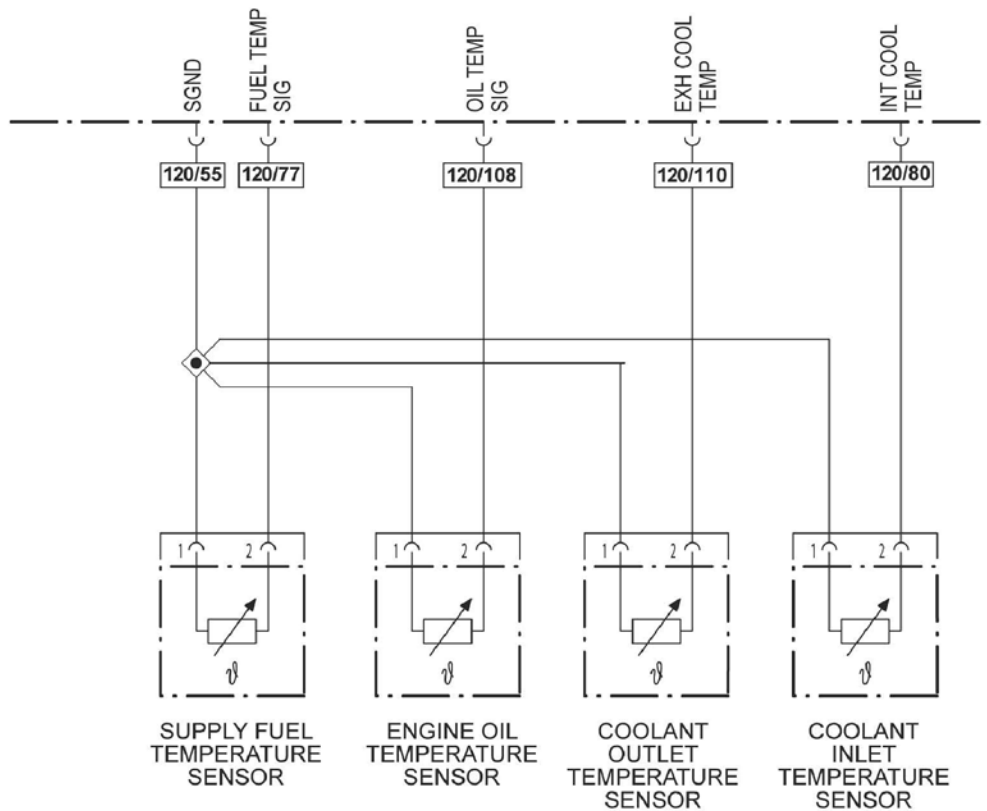 SGND
FUEL TEMP
SIG
OIL TEMP
SIG
EXH COOL
TEMP
INT COOL
TEMP
120/55
120/77
120/108
120/110
120/80
1 2
1 2
1 2
1 2
ϑ
ϑ
ϑ
ϑ
SUPPLY FUEL
TEMPERATURE
SENSOR
ENGINE OIL
TEMPERATURE
SENSOR
COOLANT
OUTLET
TEMPERATURE
SENSOR
COOLANT
INLET
TEMPERATURE
SENSOR